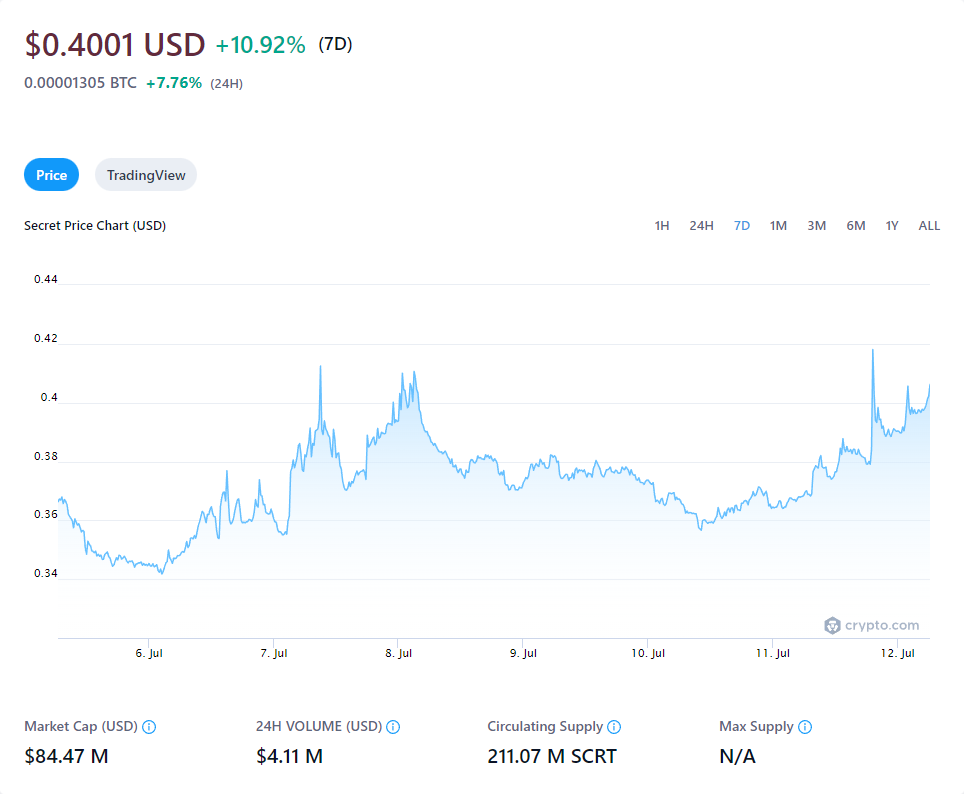 $0.4001 USD +10.92% (7D)
0.00001305 BTC +7.76% (24H)
Price TradingView
Secret Price Chart (USD) 1H 24H 7D 1M 3M 6M 1Y ALL
0.44
0.42
0.4
0.38
0.36
0.34
crypto.com
6. Jul 7. Jul 8. Jul 9. Jul 10. Jul 11. Jul 12. Jul
Market Cap (USD) 24H VOLUME (USD) Circulating Supply Max Supply
$84.47 M $4.11 M 211.07 M SCRT N/A